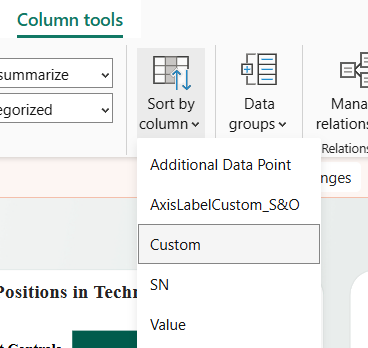 Column tools
summarize
egorized
Sort by
column
Data
groups
Mana
relations
Relations
Additional Data Point
nges
AxisLabelCustom_S&O
Custom
SN
Positions in Techn
Value
t Controls